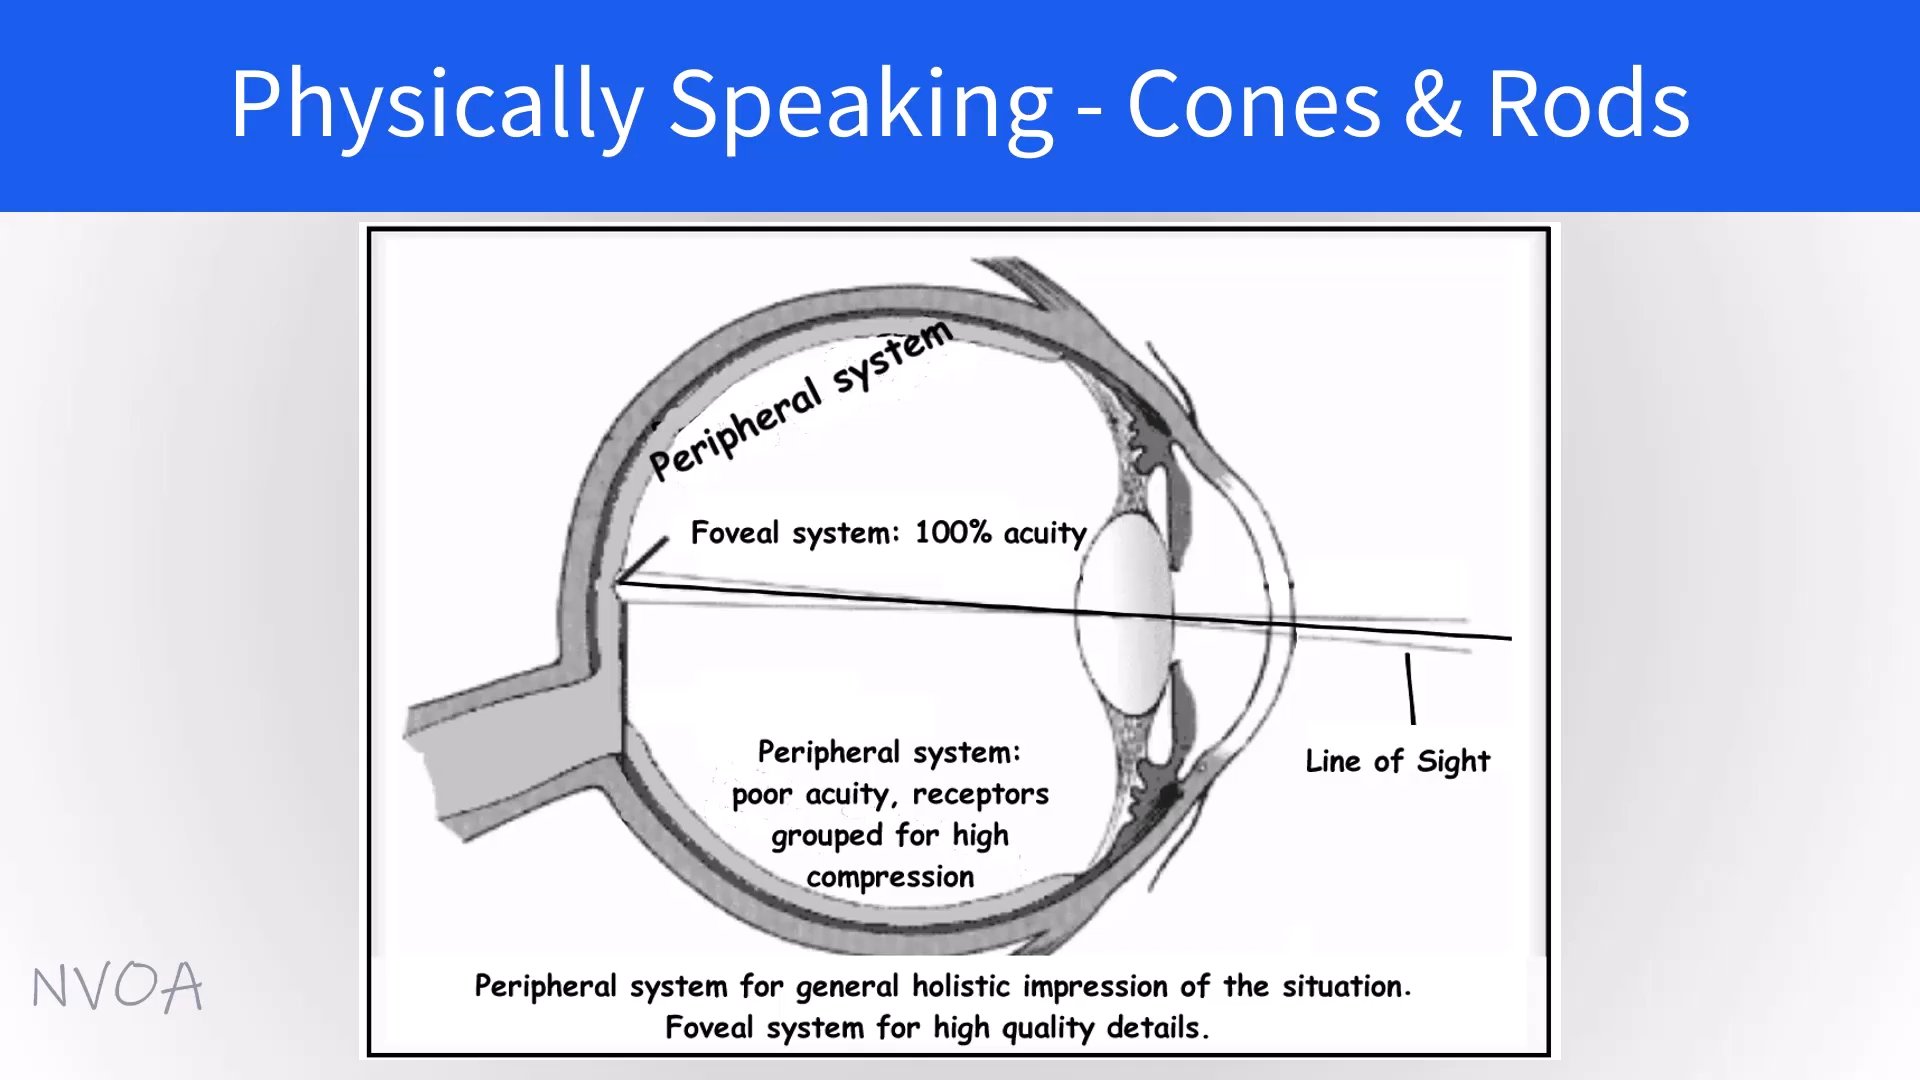 Physically Speaking - Cones & Rods
Peripheral system
Foveal system: 100% acuity
Line of Sight
Peripheral system:
poor acuity, receptors
grouped for high
compression
NVOA
Peripheral system for general holistic impression of the situation.
Foveal system for high quality details.